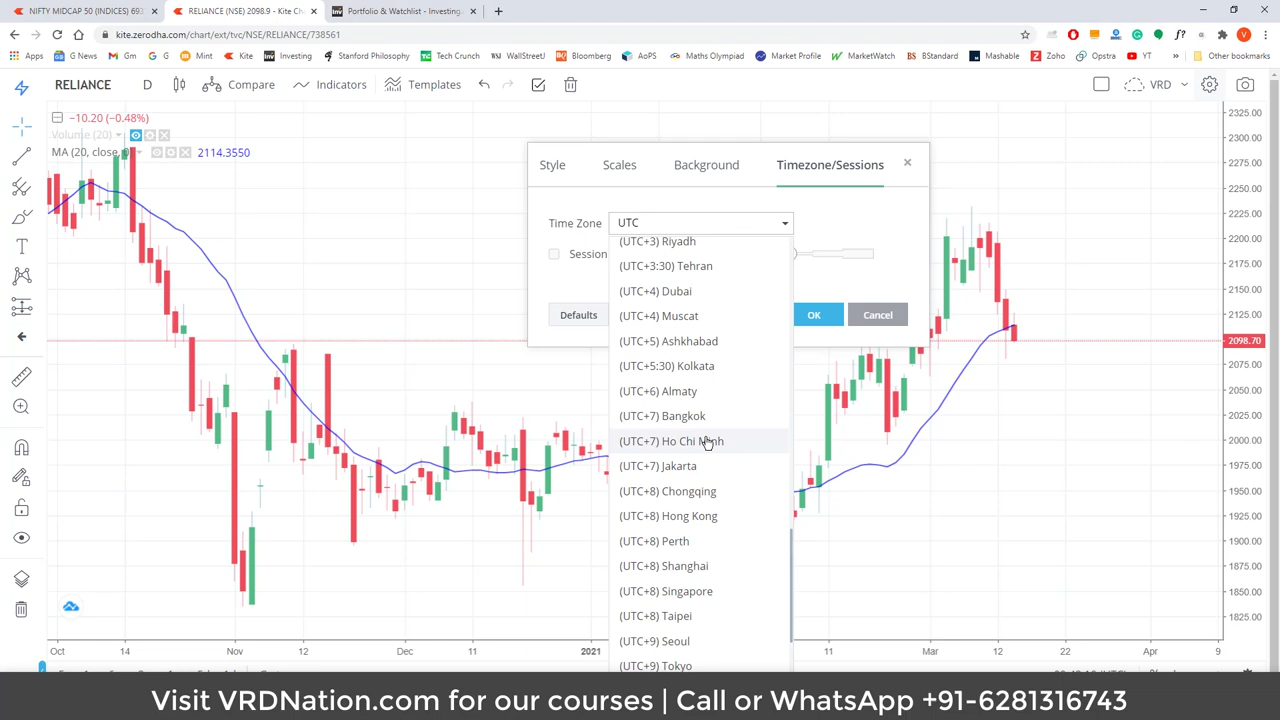 NIFTY MIDCAP 50 (INDICES) 693
RELIANCE (NSE) 2098.9 - Kite Cha
Portfolio & Watchlist - Investing.
kite.zerodha.com/chart/ext/tvc/NSE/RELIANCE/738561
Apps
News
Gm
G
Mint
Kite
Investing
Stanford Philosophy
Tech Crunch
WallStreet
Bloomberg
AoPS
Maths Olympiad
Market Profile
MarketWatch
BStandard
Mashable
Zoho
Opstra
YT
Other bookmarks
RELIANCE
D
Compare
Indicators
Templates
VRD
−10.20 (−0.48%)
Volume (20)
MA (20, close, 0)
2114.3550
Style
Scales
Background
Timezone/Sessions
Time Zone
UTC
Session
Defaults
OK
Cancel
(UTC+3) Riyadh
(UTC+3:30) Tehran
(UTC+4) Dubai
(UTC+4) Muscat
(UTC+5) Ashkhabad
(UTC+5:30) Kolkata
(UTC+6) Almaty
(UTC+7) Bangkok
(UTC+7) Ho Chi Minh
(UTC+7) Jakarta
(UTC+8) Chongqing
(UTC+8) Hong Kong
(UTC+8) Perth
(UTC+8) Shanghai
(UTC+8) Singapore
(UTC+8) Taipei
(UTC+9) Seoul
(UTC+9) Tokyo
2325.00
2300.00
2275.00
2250.00
2225.00
2200.00
2175.00
2150.00
2125.00
2098.70
2075.00
2050.00
2025.00
2000.00
1975.00
1950.00
1925.00
1900.00
1875.00
1850.00
1825.00
Oct
14
Nov
12
Dec
11
2021
11
Mar
12
22
Apr
9
Visit VRDNation.com for our courses | Call or WhatsApp +91-6281316743